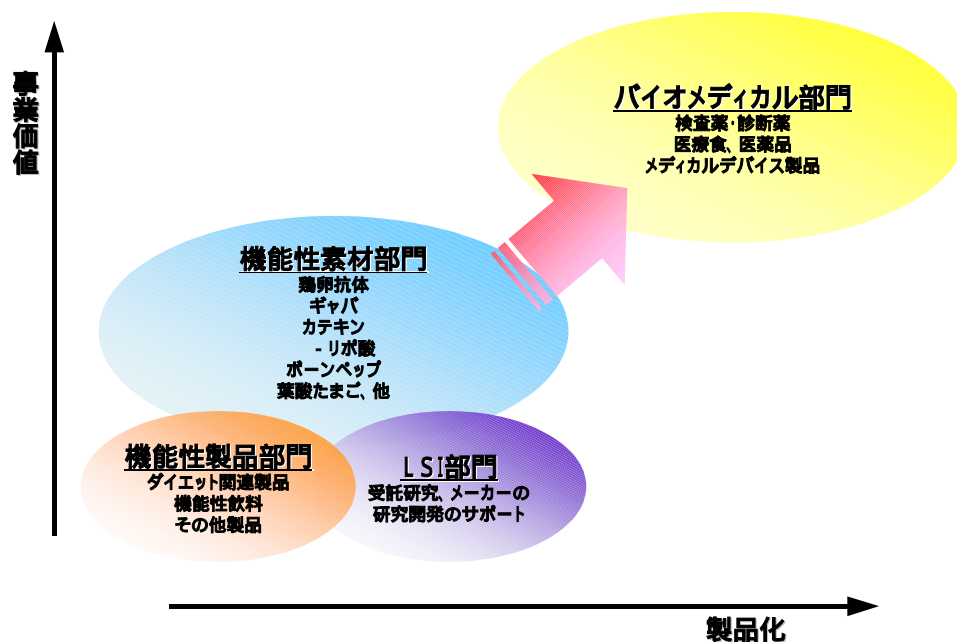 事業価値
バイオメディカル部門
検査薬・診断薬
医療食、医薬品
メディカルデバイス製品
機能性素材部門
鶏卵抗体
ギャバ
カテキン
-リポ酸
ボーンペップ
葉酸たまご、他
機能性製品部門
ダイエット関連製品
機能性飲料
その他製品
LSI部門
受託研究、メーカーの
研究開発のサポート
製品化